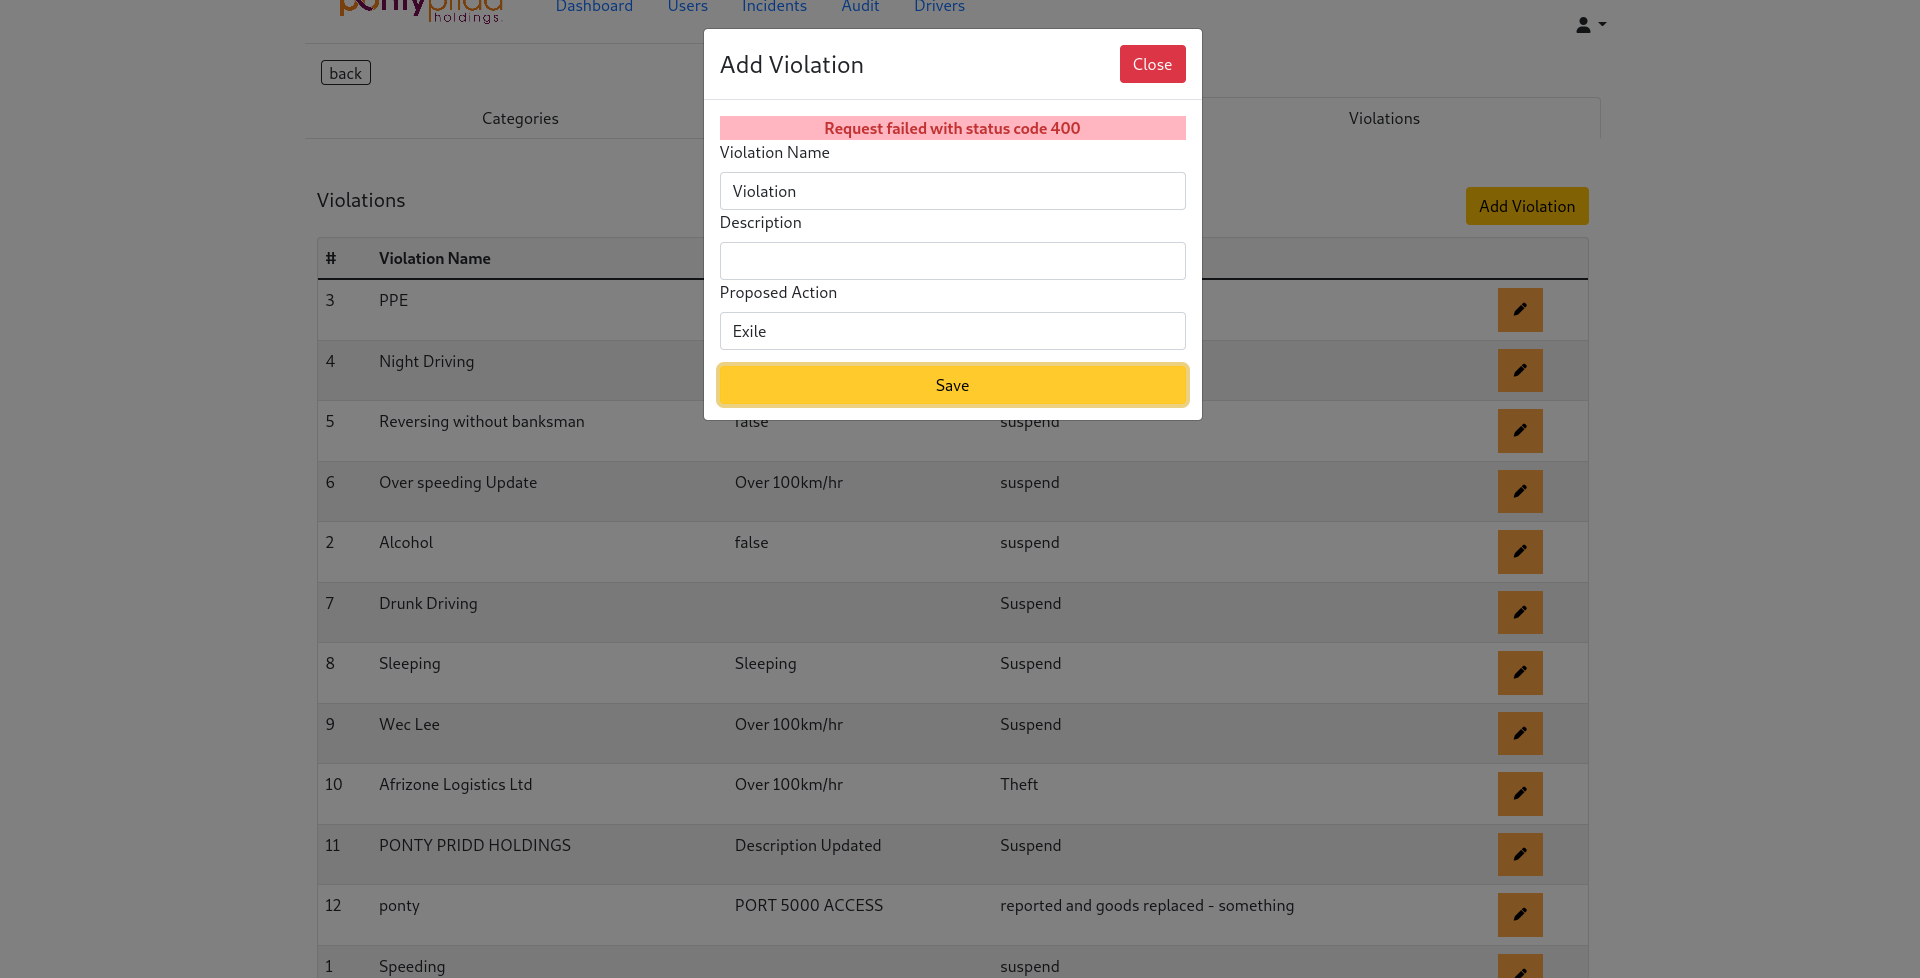 pontypridd
holdings.
Dashboard Users Incidents Audit Drivers
back
Add Violation
Close
Categories
Violations
Request failed with status code 400
Violation Name
Violation
Description
Proposed Action
Exile
Save
Violations
Add Violation
# Violation Name
3 PPE
4 Night Driving
5 Reversing without banksman false suspend
6 Over speeding Update Over 100km/hr suspend
2 Alcohol false suspend
7 Drunk Driving Suspend
8 Sleeping Sleeping Suspend
9 Wec Lee Over 100km/hr Suspend
10 Afrizone Logistics Ltd Over 100km/hr Theft
11 PONTY PRIDD HOLDINGS Description Updated Suspend
12 ponty PORT 5000 ACCESS reported and goods replaced - something
1 Speeding suspend